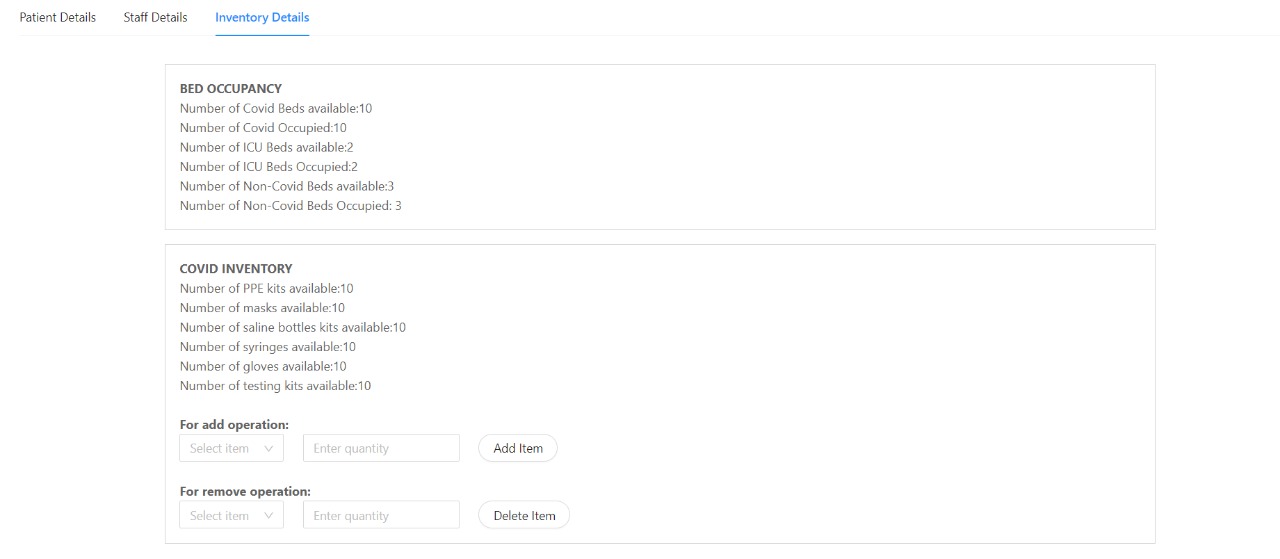 Patient Details Staff Details Inventory Details
BED OCCUPANCY
Number of Covid Beds available:10
Number of Covid Occupied:10
Number of ICU Beds available:2
Number of ICU Beds Occupied:2
Number of Non-Covid Beds available:3
Number of Non-Covid Beds Occupied: 3
COVID INVENTORY
Number of PPE kits available:10
Number of masks available:10
Number of saline bottles kits available:10
Number of syringes available:10
Number of gloves available:10
Number of testing kits available:10
For add operation:
Select item Enter quantity Add Item
For remove operation:
Select item Enter quantity Delete Item